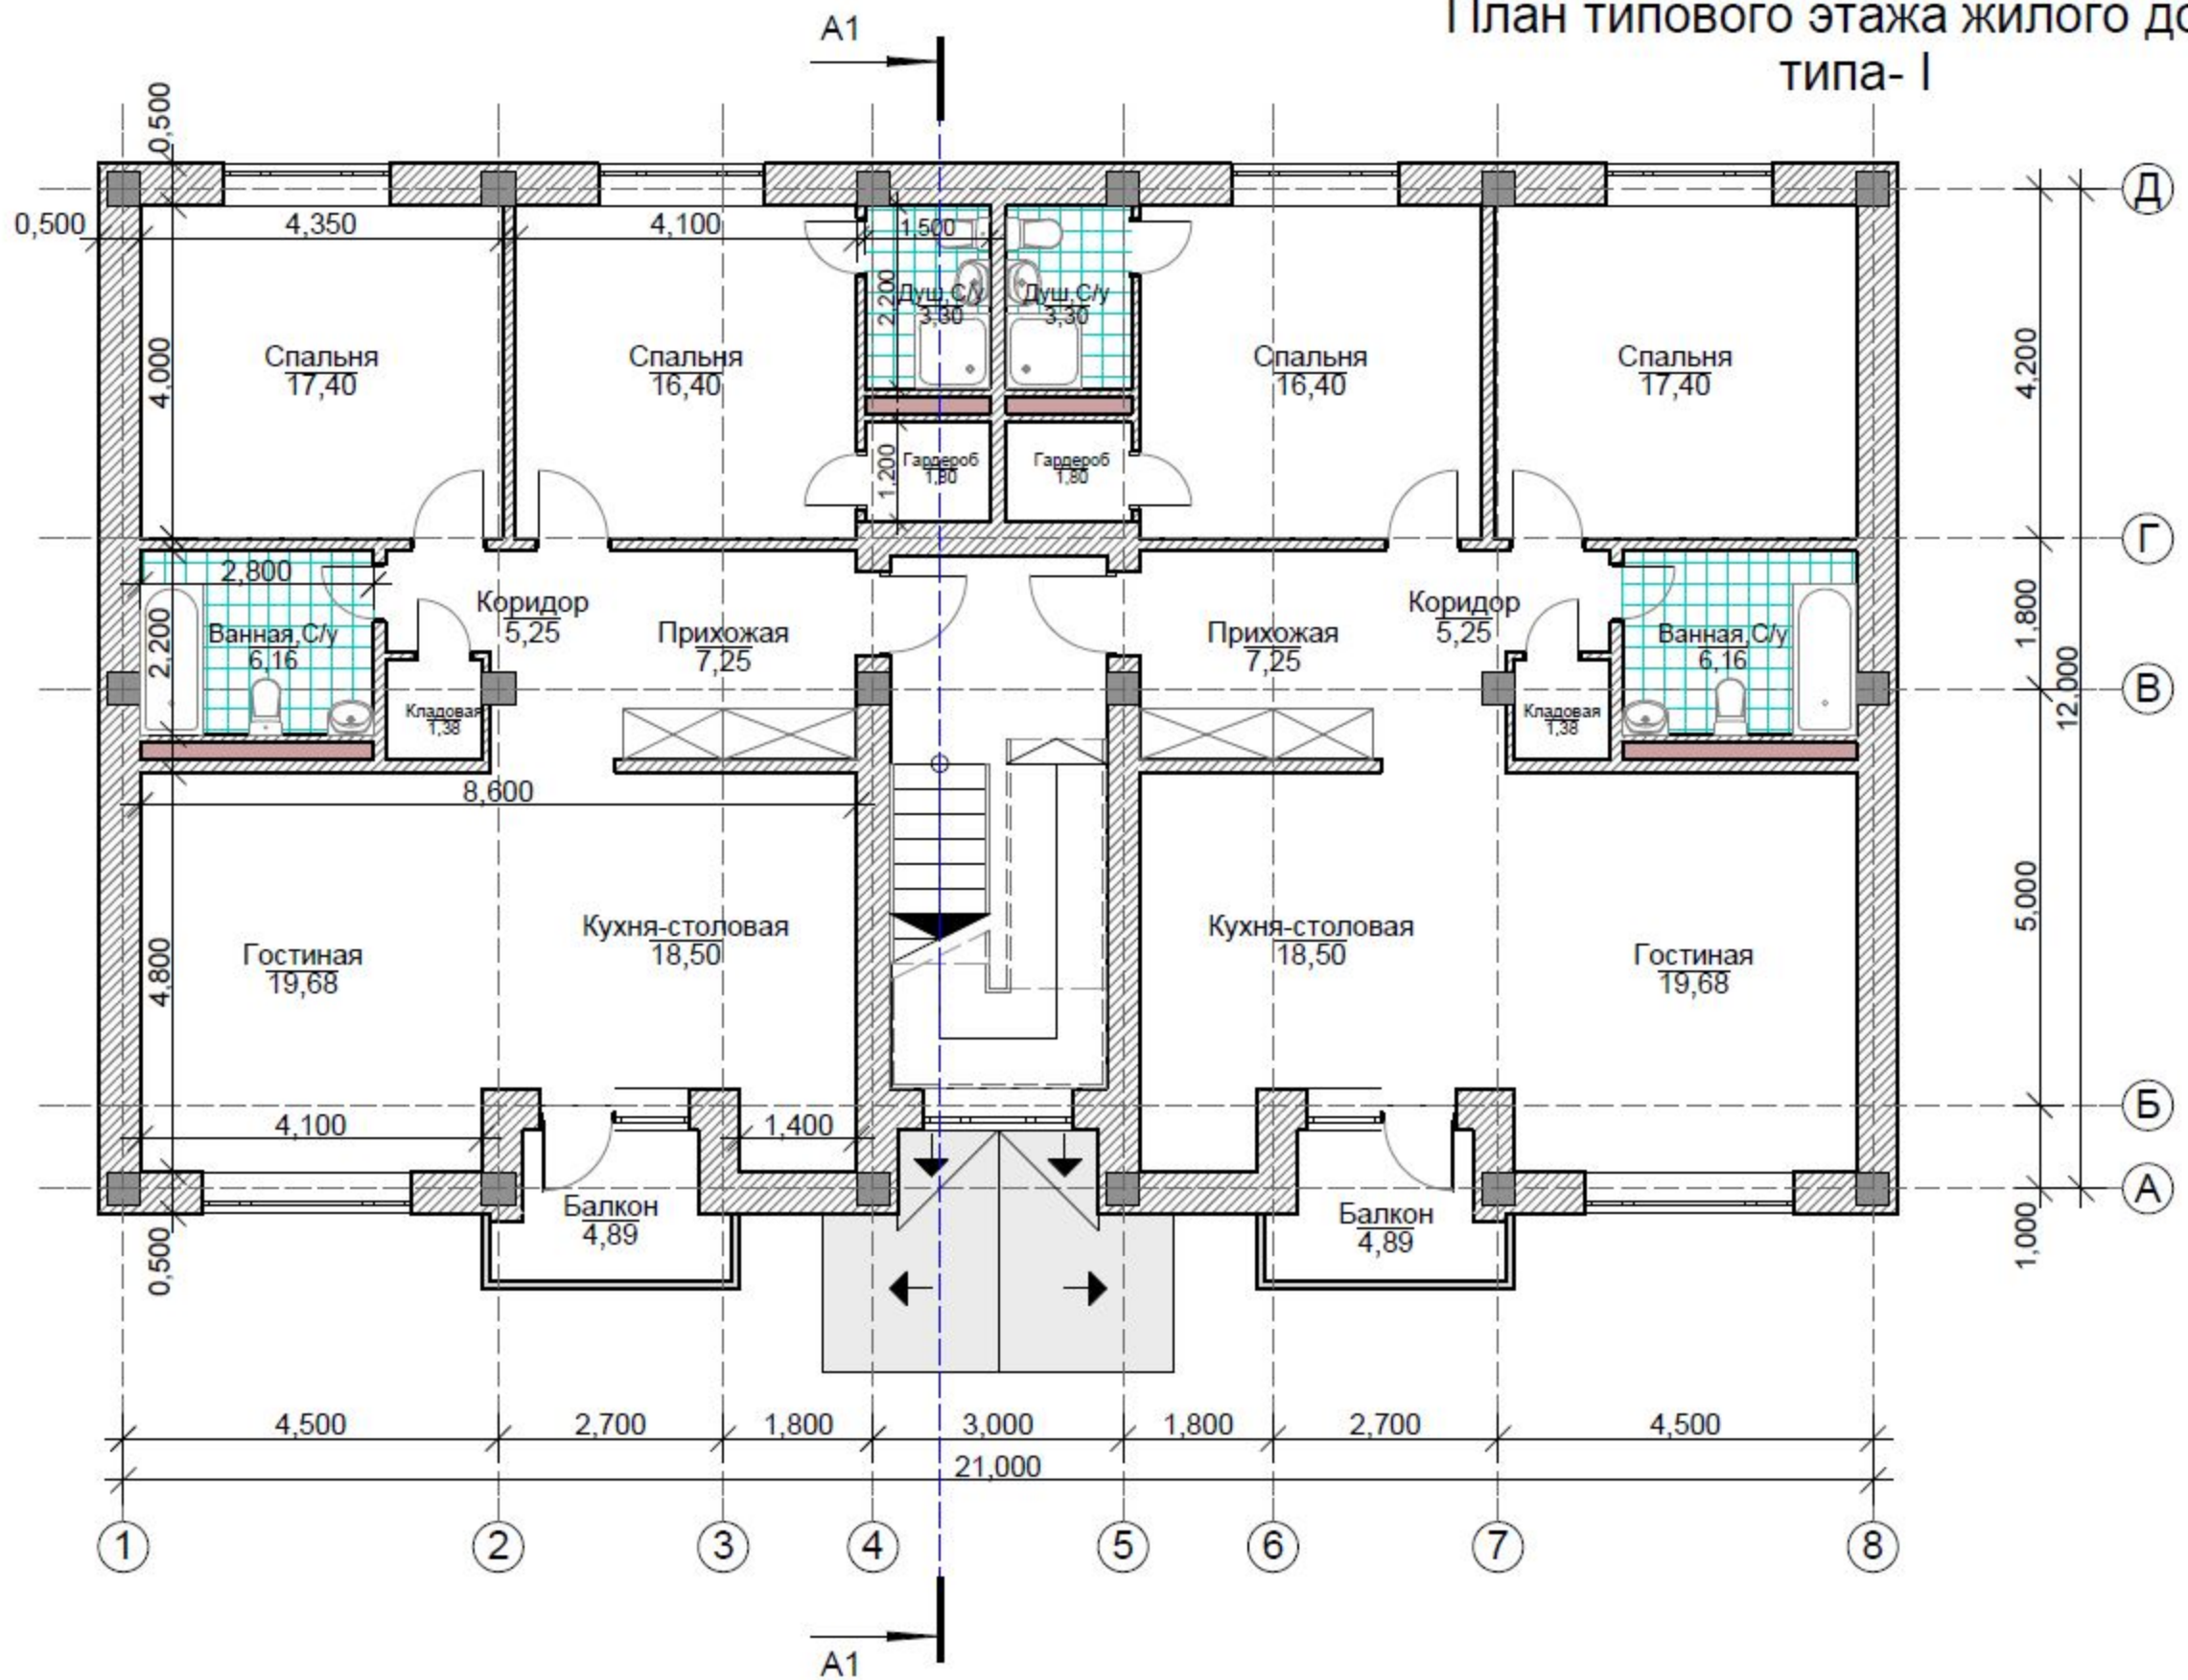 План типового этажа жилого до
типа- I
А1
0,500
0,500
4,350
4,100
1,500
Д
2,200
Душ,С/у
3,30
Душ,С/у
3,30
4,000
Спальня
17,40
Спальня
16,40
Спальня
16,40
Спальня
17,40
4,200
1,200
Гардероб
1,80
Гардероб
1,80
Г
2,800
2,200
Ванная,С/у
6,16
Коридор
5,25
Прихожая
7,25
Прихожая
7,25
Коридор
5,25
Ванная,С/у
6,16
1,800
12,000
В
Кладовая
1,38
Кладовая
1,38
8,600
4,800
Гостиная
19,68
Кухня-столовая
18,50
Кухня-столовая
18,50
Гостиная
19,68
5,000
Б
4,100
1,400
А
0,500
Балкон
4,89
Балкон
4,89
1,000
4,500
2,700
1,800
3,000
1,800
2,700
4,500
21,000
1
2
3
4
5
6
7
8
А1